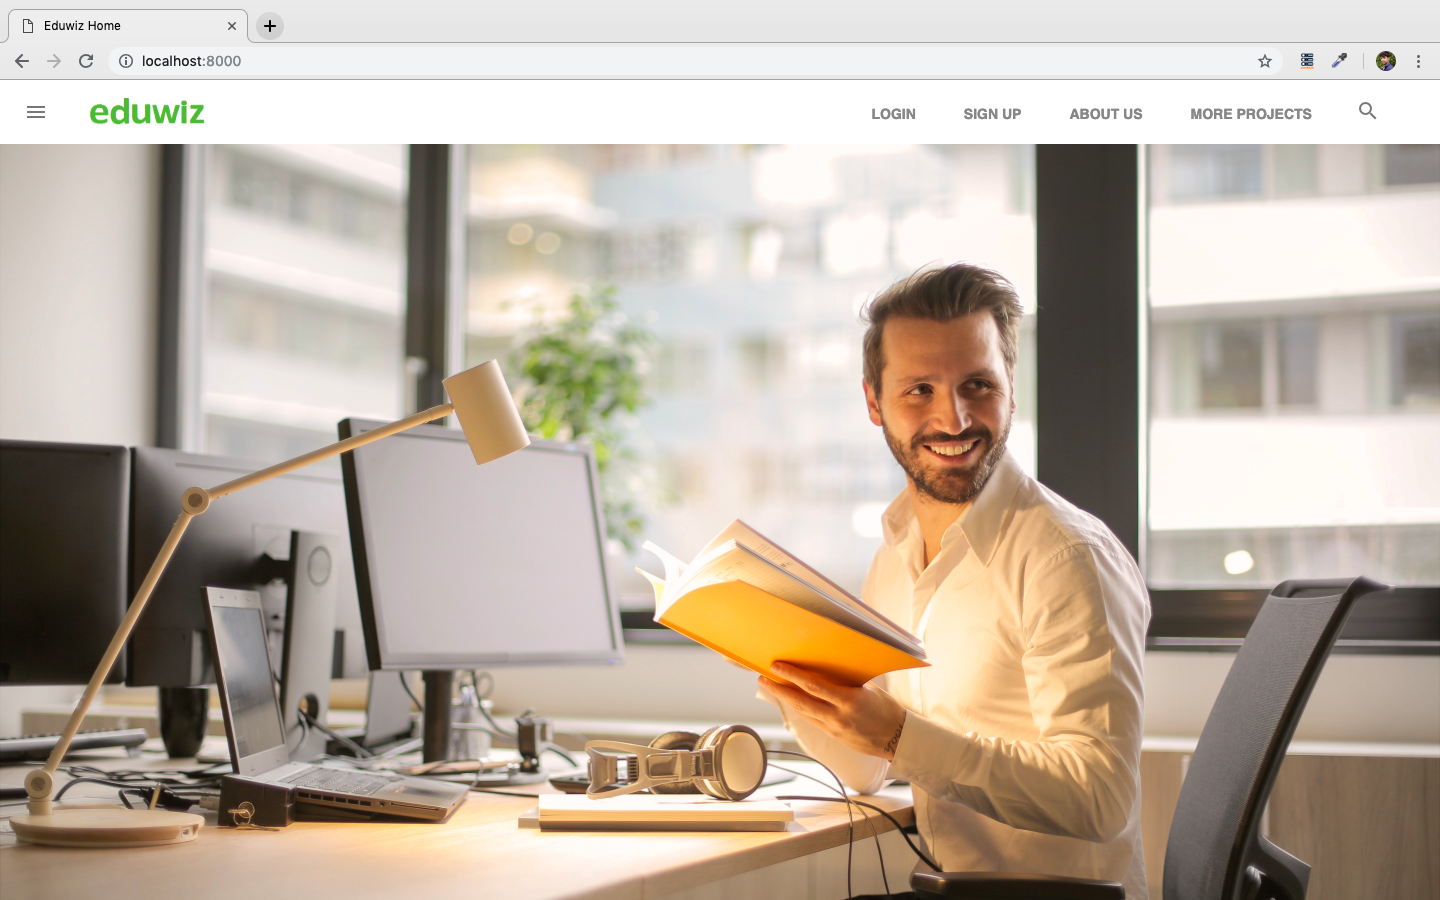 Eduwiz Home
localhost:8000
eduwiz
LOGIN SIGN UP ABOUT US MORE PROJECTS